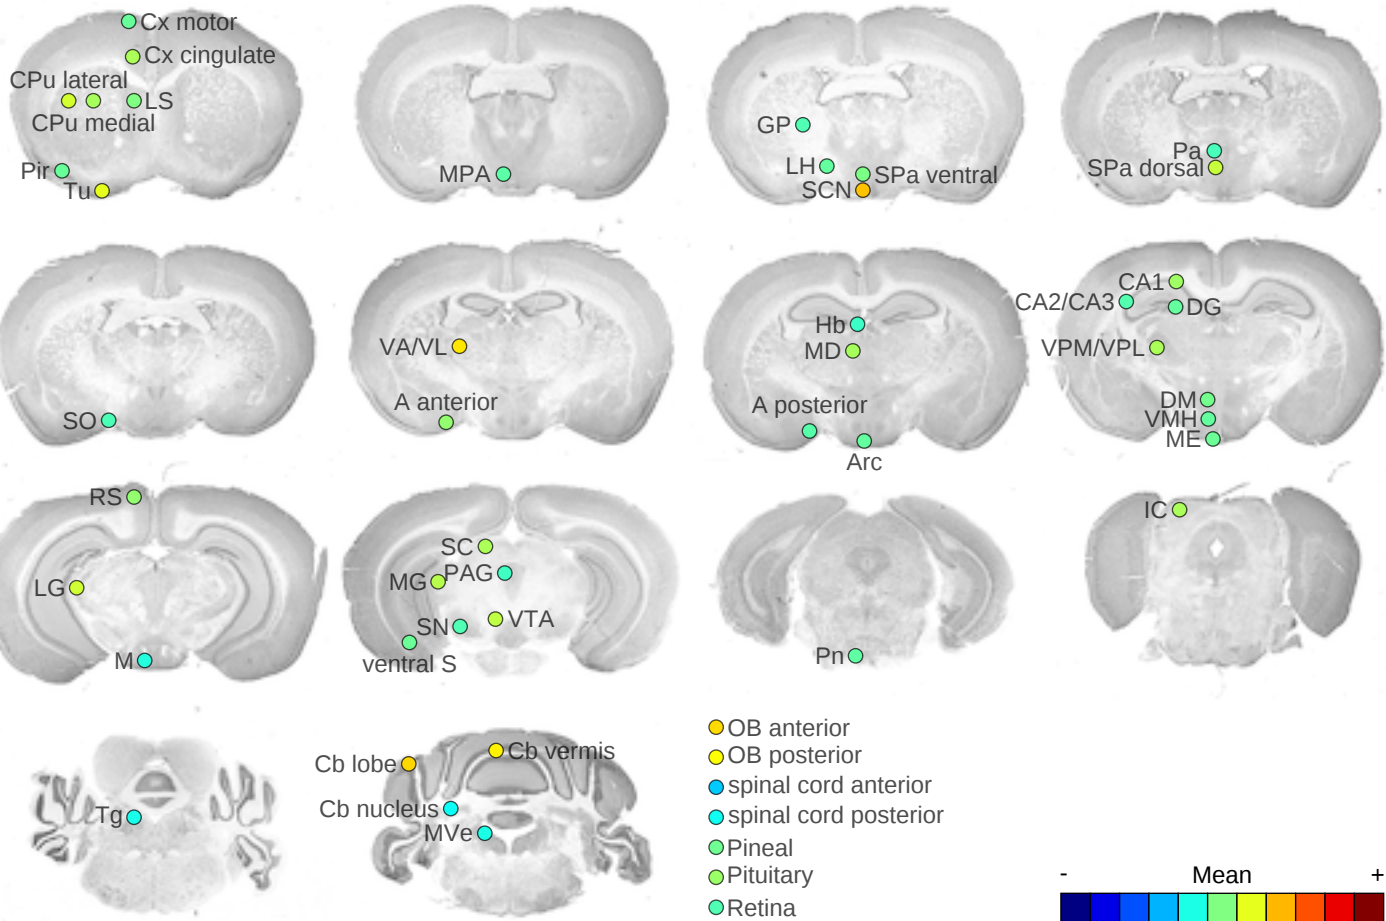 Cx motor
Cx cingulate
CPu lateral
LS
CPu medial
Pir
Tu
MPA
GP
LH
SPa ventral
SCN
Pa
SPa dorsal
SO
VA/VL
A anterior
Hb
MD
A posterior
Arc
CA1
CA2/CA3
DG
VPM/VPL
DM
VMH
ME
RS
LG
M
SC
MG
PAG
SN
VTA
ventral S
Pn
IC
Tg
Cb lobe
Cb vermis
Cb nucleus
MVe
OB anterior
OB posterior
spinal cord anterior
spinal cord posterior
Pineal
Pituitary
Retina
- Mean +